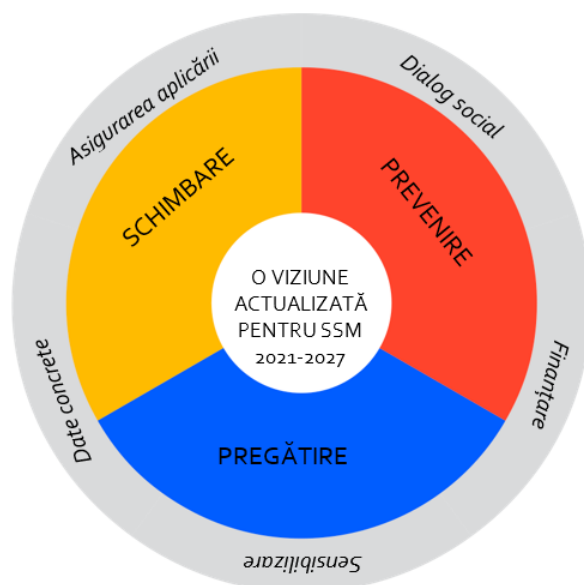 Asigurarea aplicării
Dialog social
SCHIMBARE
PREVENIRE
O VIZIUNE
ACTUALIZATĂ
PENTRU SSM
2021-2027
Date concrete
Finanțare
PREGĂTIRE
Sensibilizare